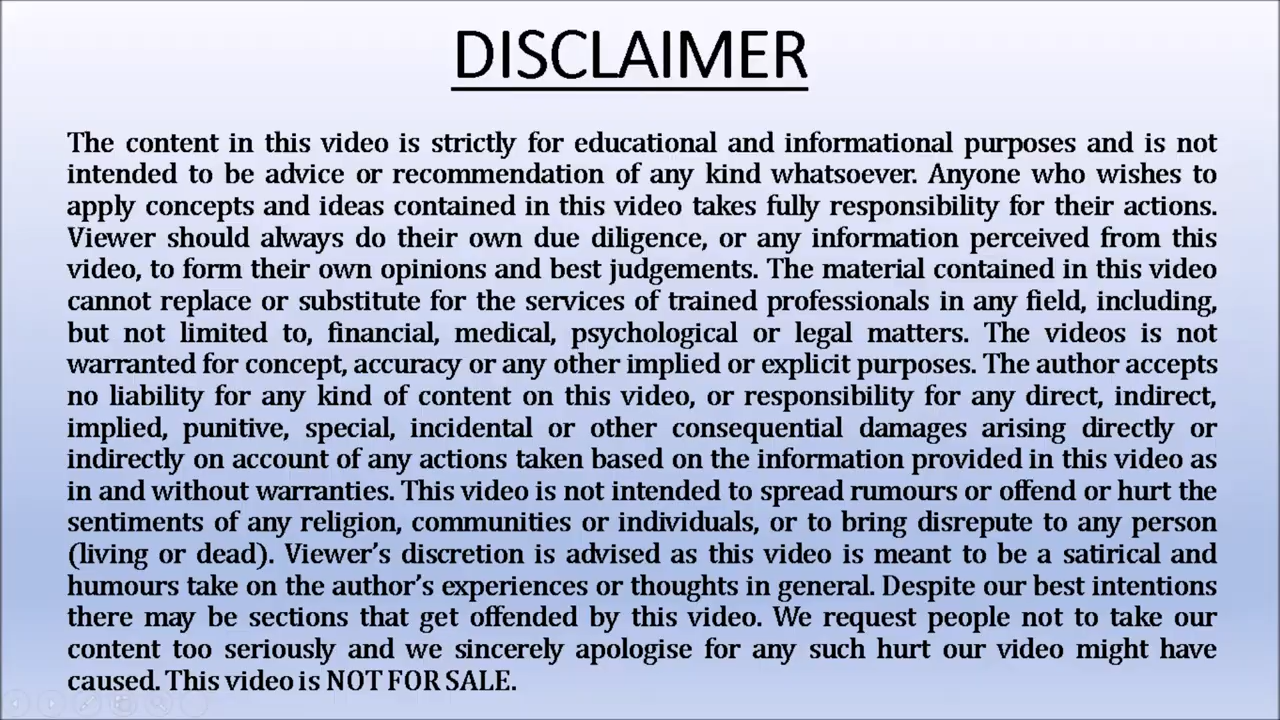 DISCLAIMER
The content in this video is strictly for educational and informational purposes and is not
intended to be advice or recommendation of any kind whatsoever. Anyone who wishes to
apply concepts and ideas contained in this video takes fully responsibility for their actions.
Viewer should always do their own due diligence, or any information perceived from this
video, to form their own opinions and best judgements. The material contained in this video
cannot replace or substitute for the services of trained professionals in any field, including,
but not limited to, financial, medical, psychological or legal matters. The videos is not
warranted for concept, accuracy or any other implied or explicit purposes. The author accepts
no liability for any kind of content on this video, or responsibility for any direct, indirect,
implied, punitive, special, incidental or other consequential damages arising directly or
indirectly on account of any actions taken based on the information provided in this video as
in and without warranties. This video is not intended to spread rumours or offend or hurt the
sentiments of any religion, communities or individuals, or to bring disrepute to any person
(living or dead). Viewer’s discretion is advised as this video is meant to be a satirical and
humours take on the author’s experiences or thoughts in general. Despite our best intentions
there may be sections that get offended by this video. We request people not to take our
content too seriously and we sincerely apologise for any such hurt our video might have
caused. This video is NOT FOR SALE.